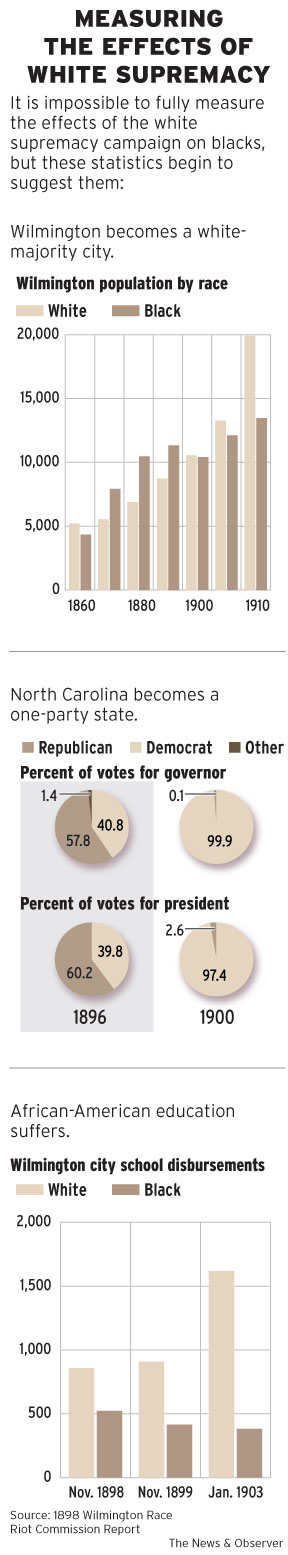 MEASURING
THE EFFECTS OF
WHITE SUPREMACY
It is impossible to fully measure
the effects of the white
supremacy campaign on blacks,
but these statistics begin to
suggest them:
Wilmington becomes a white-
majority city.
Wilmington population by race
White Black
20,000
15,000
10,000
5,000
0
1860 1880 1900 1910
North Carolina becomes a
one-party state.
Republican Democrat Other
Percent of votes for governor
1.4 40.8 57.8 0.1 99.9
Percent of votes for president
39.8 60.2 2.6 97.4
1896 1900
African-American education
suffers.
Wilmington city school disbursements
White Black
2,000
1,500
1,000
500
0
Nov. 1898 Nov. 1899 Jan. 1903
Source: 1898 Wilmington Race
Riot Commission Report
The News & Observer